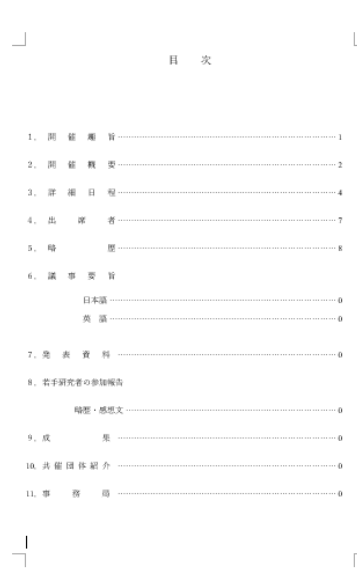 目 次
1. 開 催 趣 旨 1
2. 開 催 概 要 2
3. 詳 細 日 程 4
4. 出 席 者 7
5. 略 歴 8
6. 議 事 要 旨
日本語 0
英 語 0
7. 発 表 資 料 0
8. 若手研究者の参加報告
略歴・感想文 0
9. 成 果 0
10. 共 催 団 体 紹 介 0
11. 事 務 局 0